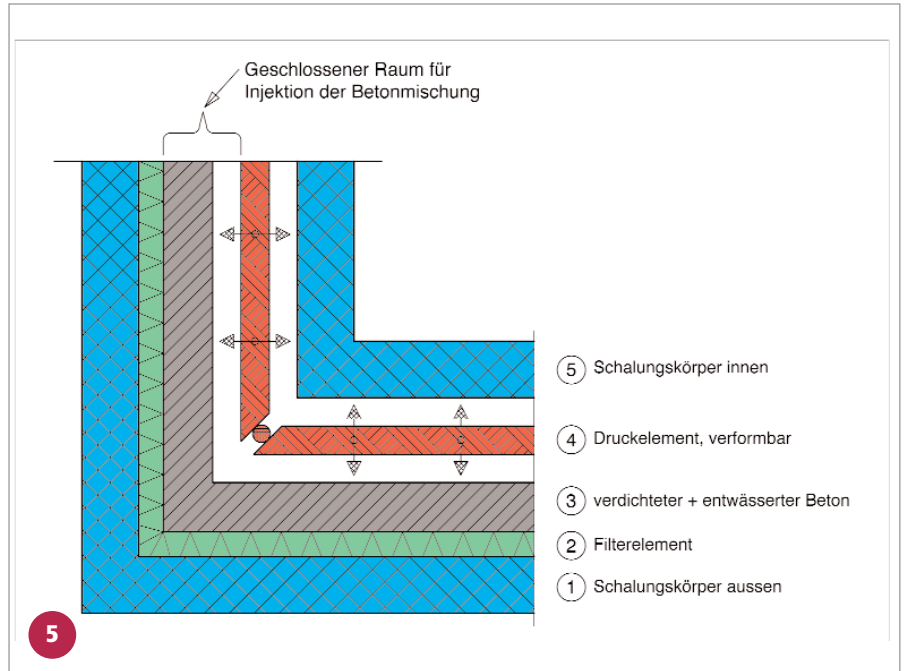 Geschlossener Raum für
Injektion der Betonmischung
5 Schalungskörper innen
4 Druckelement, verformbar
3 verdichteter + entwässerter Beton
2 Filterelement
1 Schalungskörper aussen
5